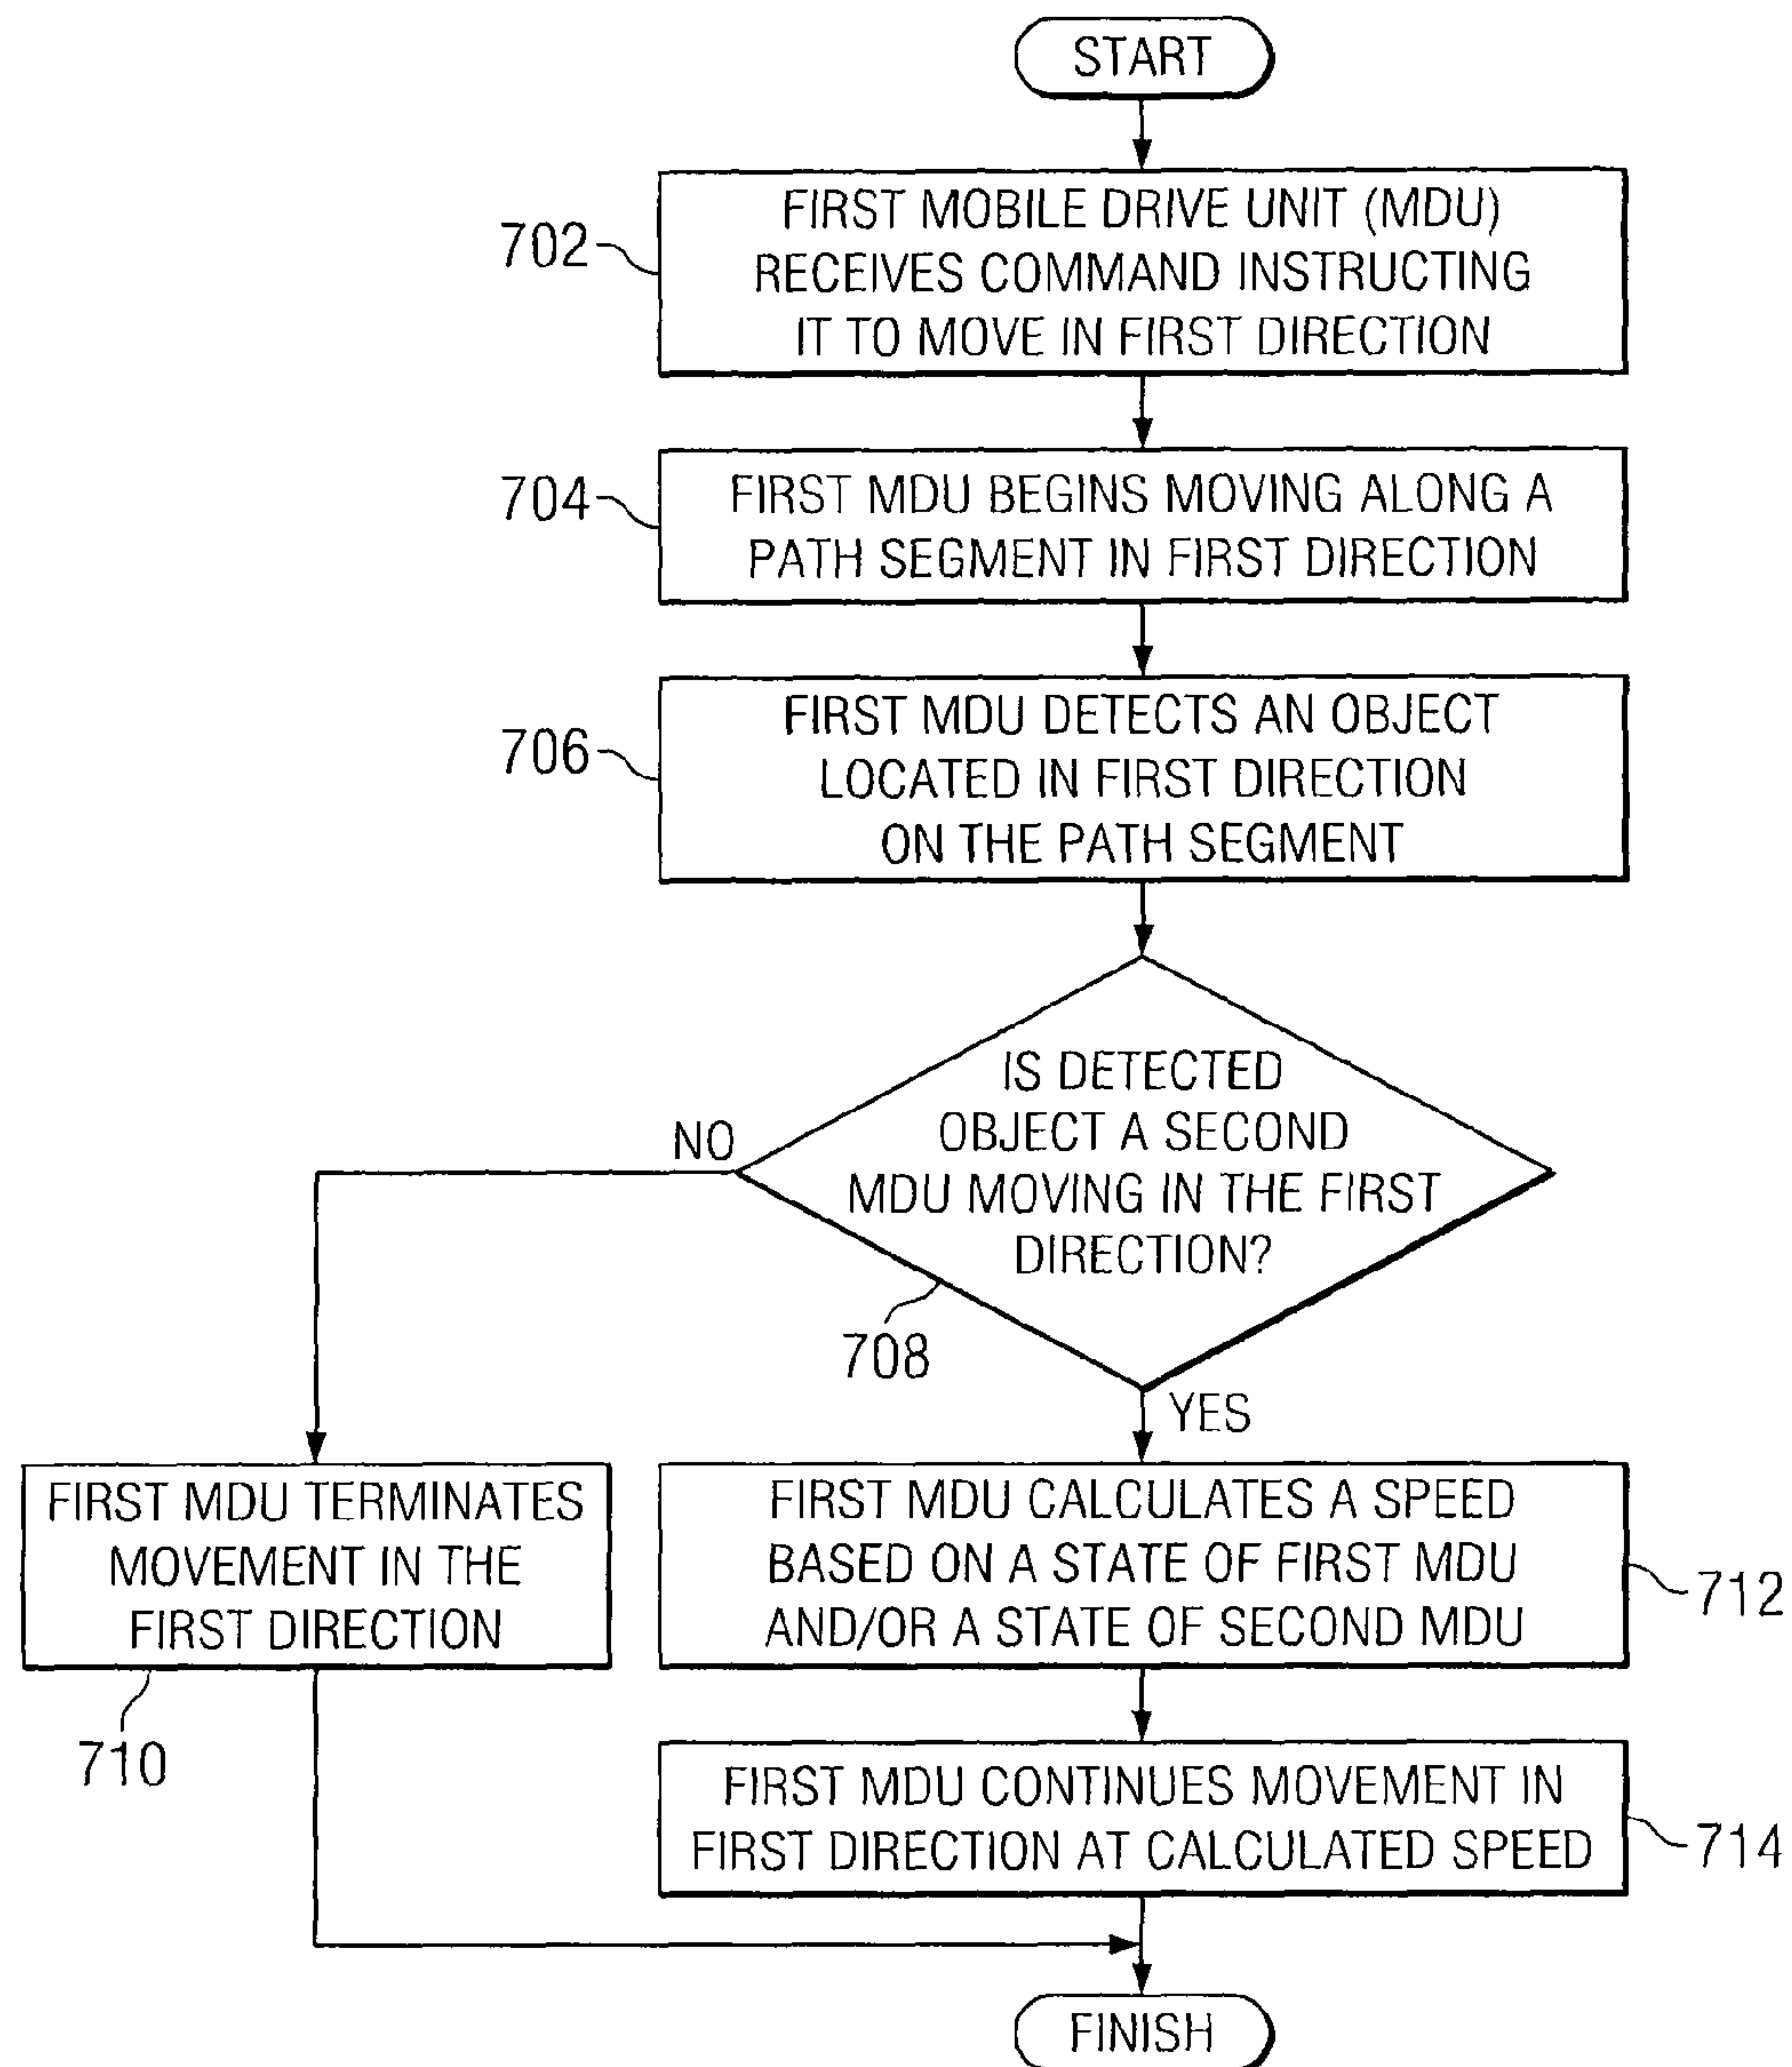 START
702
FIRST MOBILE DRIVE UNIT (MDU)
RECEIVES COMMAND INSTRUCTING
IT TO MOVE IN FIRST DIRECTION
704
FIRST MDU BEGINS MOVING ALONG A
PATH SEGMENT IN FIRST DIRECTION
706
FIRST MDU DETECTS AN OBJECT
LOCATED IN FIRST DIRECTION
ON THE PATH SEGMENT
IS DETECTED
OBJECT A SECOND
MDU MOVING IN THE FIRST
DIRECTION?
708
NO
YES
FIRST MDU TERMINATES
MOVEMENT IN THE
FIRST DIRECTION
710
FIRST MDU CALCULATES A SPEED
BASED ON A STATE OF FIRST MDU
AND/OR A STATE OF SECOND MDU
712
FIRST MDU CONTINUES MOVEMENT IN
FIRST DIRECTION AT CALCULATED SPEED
714
FINISH